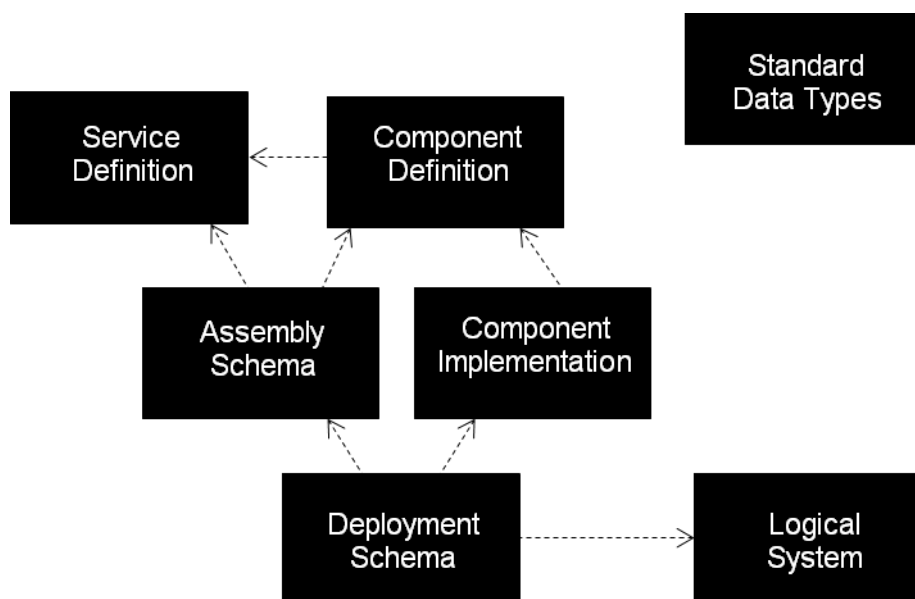 Standard
Data Types
Service
Definition
Component
Definition
Assembly
Schema
Component
Implementation
Deployment
Schema
Logical
System